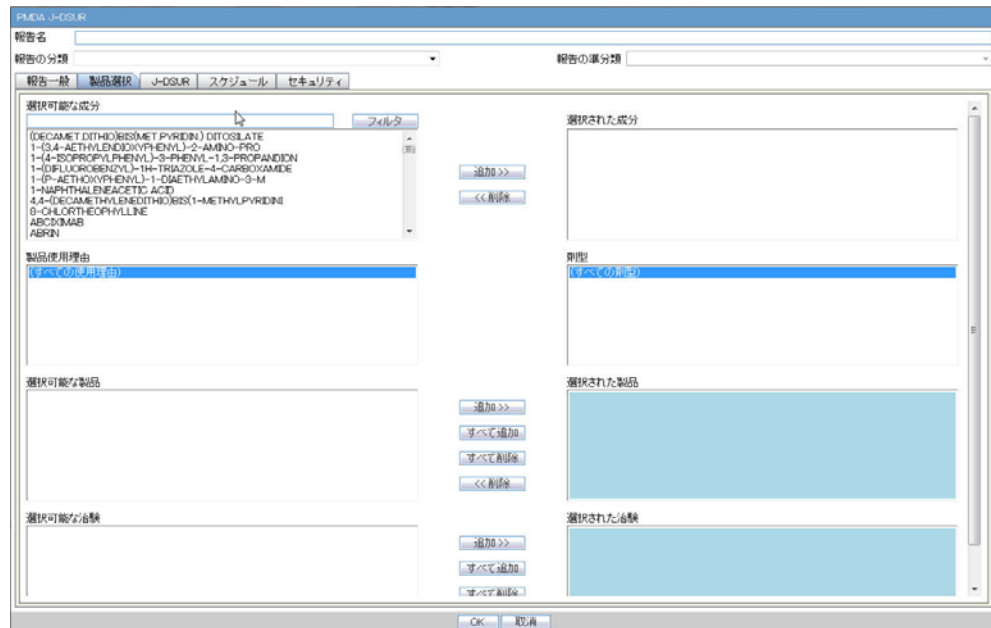 PMDA J-DSUR
報告名
報告の分類
報告の準分類
報告一般 製品選択 J-DSUR スケジュール セキュリティ
選択可能な成分
フィルタ
選択された成分
(DECAMET.DITHIO)BIS(MET.PYRIDIN.) DITOSILATE
1-(3,4-AETHYLENDIOXYPHENYL)-2-AMINO-PRO
1-(4-ISOPROPYLPHENYL)-3-PHENYL-1,3-PROPANDION
1-(DIFLUOROBENZYL)-1H-TRIAZOLE-4-CARBOXAMIDE
1-(P-AETHOXYPHENYL)-1-DIAETHYLAMINO-3-M
1-NAPHTHALENEACETIC ACID
4,4-(DECAMETHYLENEDITHIO)BIS(1-METHYLPYRIDINI
8-CHLORTHEOPHYLLINE
ABCIXIMAB
ABRIN
追加>>
<<削除
製品使用理由
(すべての使用理由)
剤型
(すべての剤型)
選択可能な製品
選択された製品
追加>>
すべて追加
すべて削除
<<削除
選択可能な治験
選択された治験
追加>>
すべて追加
すべて削除
OK 取消